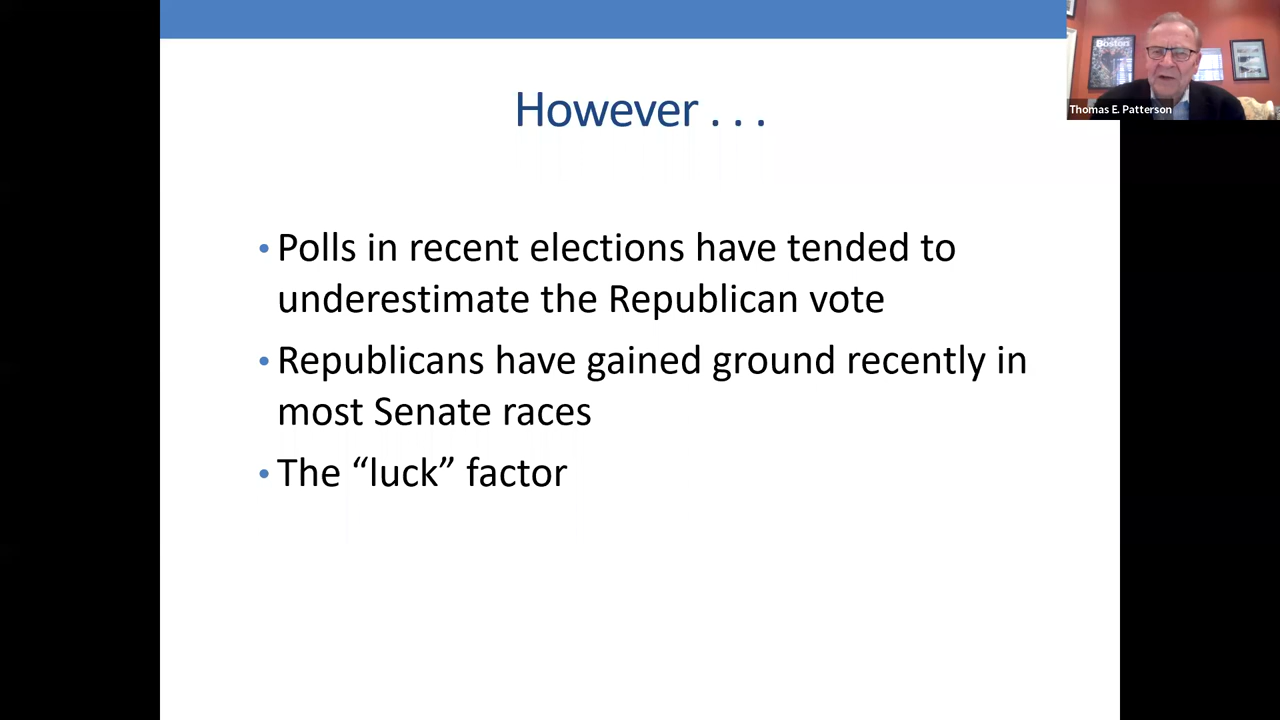 However . . .
• Polls in recent elections have tended to
underestimate the Republican vote
• Republicans have gained ground recently in
most Senate races
• The “luck” factor
Boston
Thomas E. Patterson